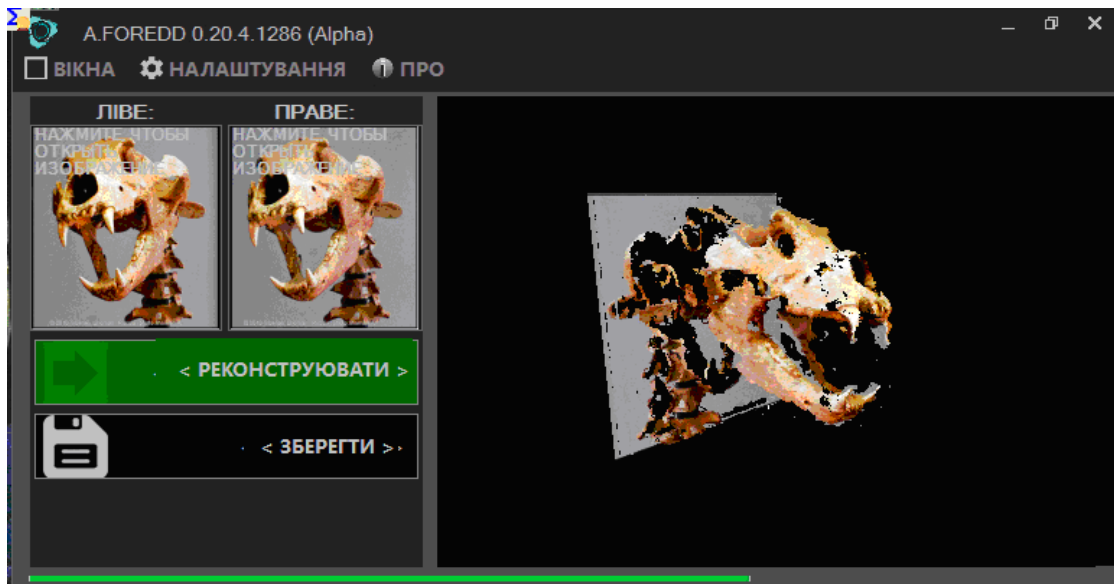 A.FOREDD 0.20.4.1286 (Alpha)
ВІКНА НАЛАШТУВАННЯ ПРО
ЛІВЕ: ПРАВЕ:
НАЖМИТЕ ЧТОБЫ
ОТКРЫТЬ
ИЗОБРАЖЕНИЕ
НАЖМИТЕ ЧТОБЫ
ОТКРЫТЬ
ИЗОБРАЖЕНИЕ
< РЕКОНСТРУЮВАТИ >
< ЗБЕРЕГТИ >